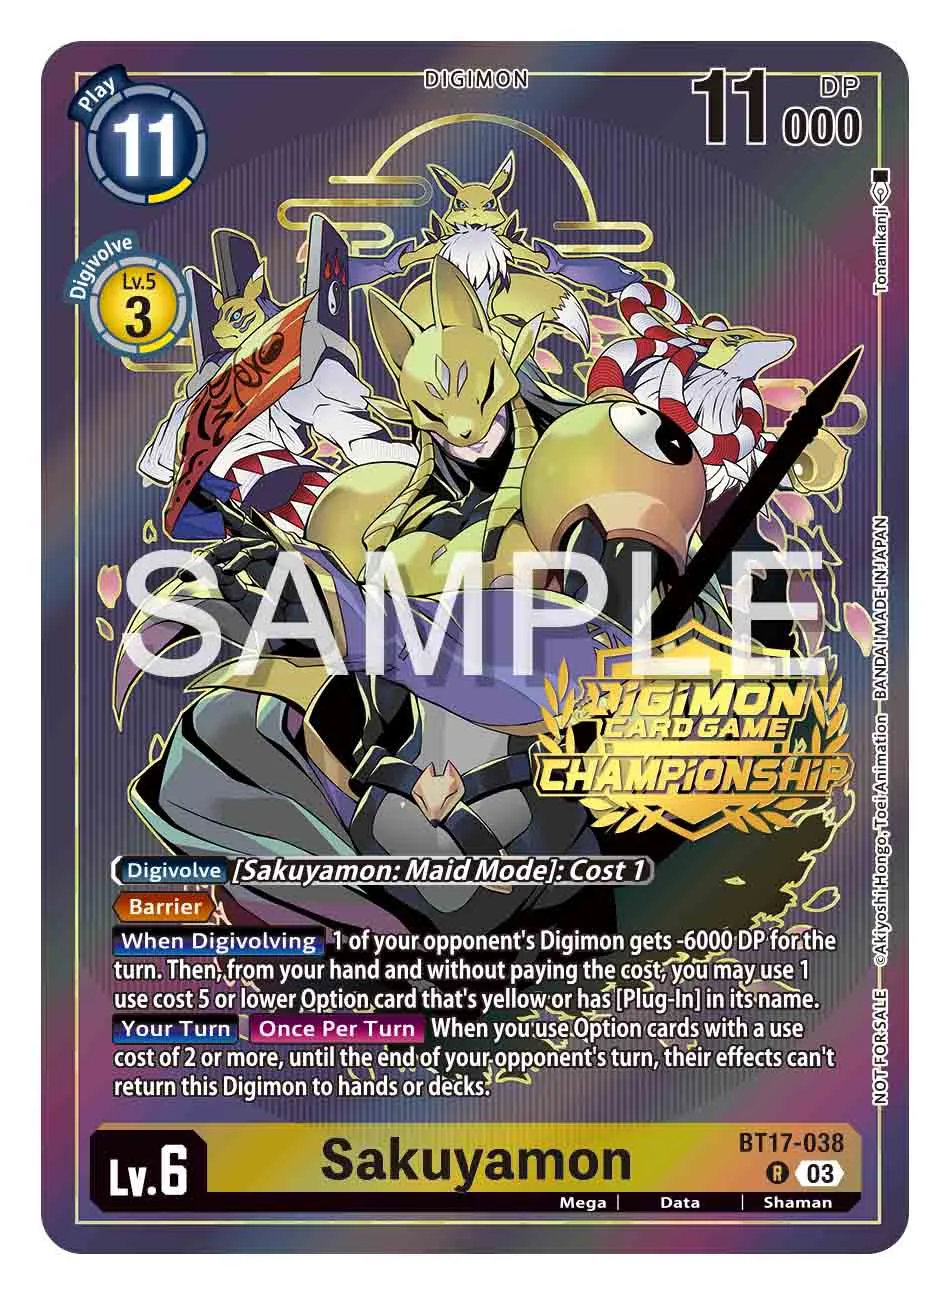 DIGIMON
Play
11
11000
DP
Digivolve
Lv.5
3
Tonamikanji
SAMPLE
DIGIMON
CARD GAME
CHAMPIONSHIP
Digivolve [Sakuyamon: Maid Mode]: Cost 1
Barrier
When Digivolving 1 of your opponent's Digimon gets -6000 DP for the
turn. Then, from your hand and without paying the cost, you may use 1
use cost 5 or lower Option card that's yellow or has [Plug-In] in its name.
Your Turn Once Per Turn When you use Option cards with a use
cost of 2 or more, until the end of your opponent's turn, their effects can't
return this Digimon to hands or decks.
NOT FOR SALE ©Akiyoshi Hongo, Toei Animation BANDAI MADE IN JAPAN
Lv.6
Sakuyamon
BT17-038
R 03
Mega | Data | Shaman